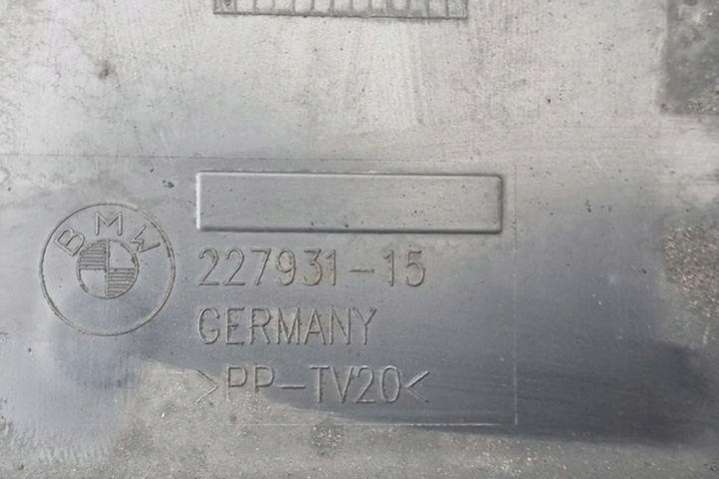 BMW
227931-15
GERMANY
>PP-TV20<